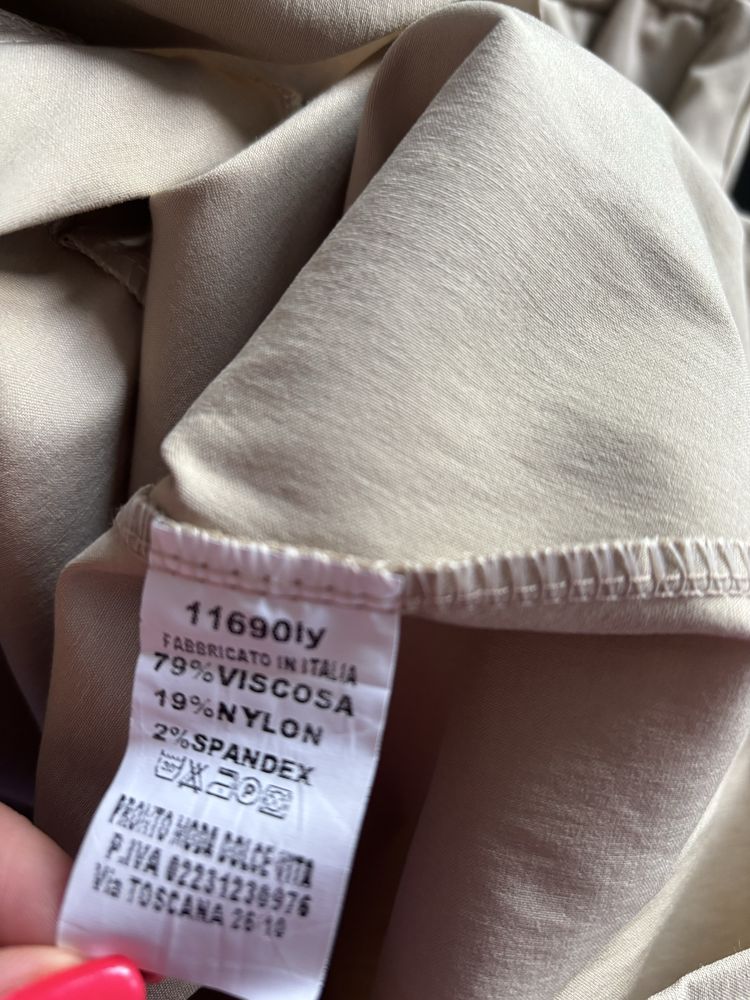 11690ly
FABBRICATO IN ITALIA
79%VISCOSA
19%NYLON
2%SPANDEX
PRONTO MODA DOLCE VITA
P.IVA 02231230976
Via TOSCANA 26/10